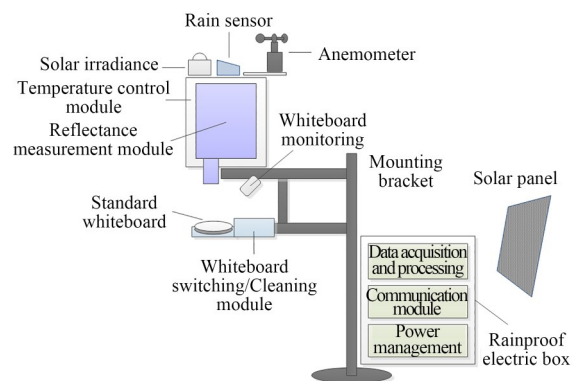 Rain sensor
Anemometer
Solar irradiance
Temperature control
module
Reflectance
measurement module
Whiteboard
monitoring
Mounting
bracket
Solar panel
Standard
whiteboard
Whiteboard
switching/Cleaning
module
Data acquisition
and processing
Communication
module
Power
management
Rainproof
electric box